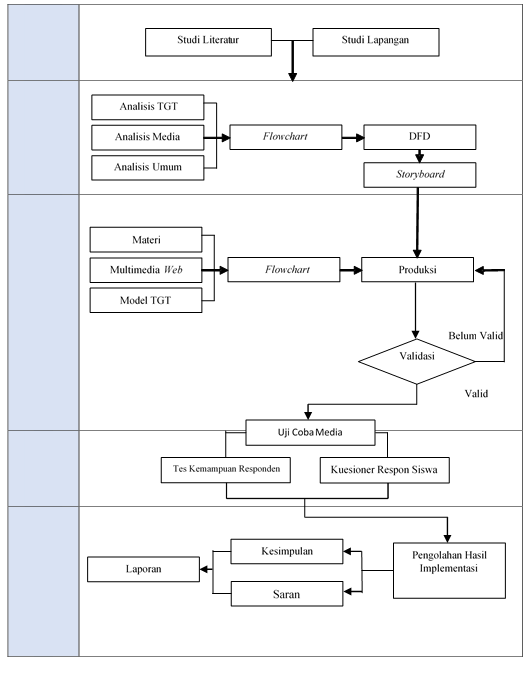 Studi Literatur
Studi Lapangan
Analisis TGT
Analisis Media
Analisis Umum
Flowchart
DFD
Storyboard
Materi
Multimedia Web
Model TGT
Flowchart
Produksi
Belum Valid
Validasi
Valid
Uji Coba Media
Tes Kemampuan Responden
Kuesioner Respon Siswa
Pengolahan Hasil
Implementasi
Kesimpulan
Saran
Laporan